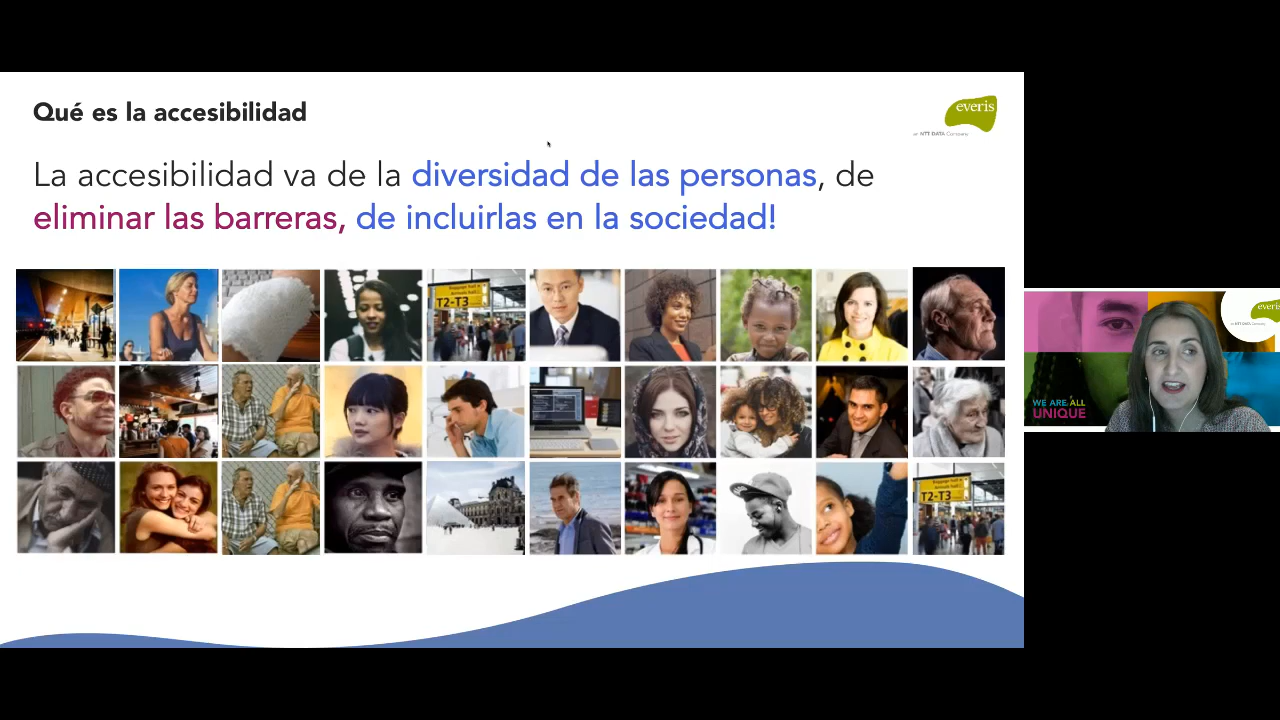 Qué es la accesibilidad
everis
an NTT DATA Company
La accesibilidad va de la diversidad de las personas, de
eliminar las barreras, de incluirlas en la sociedad!
T2-T3
T2-T3
everis
WE ARE ALL
UNIQUE